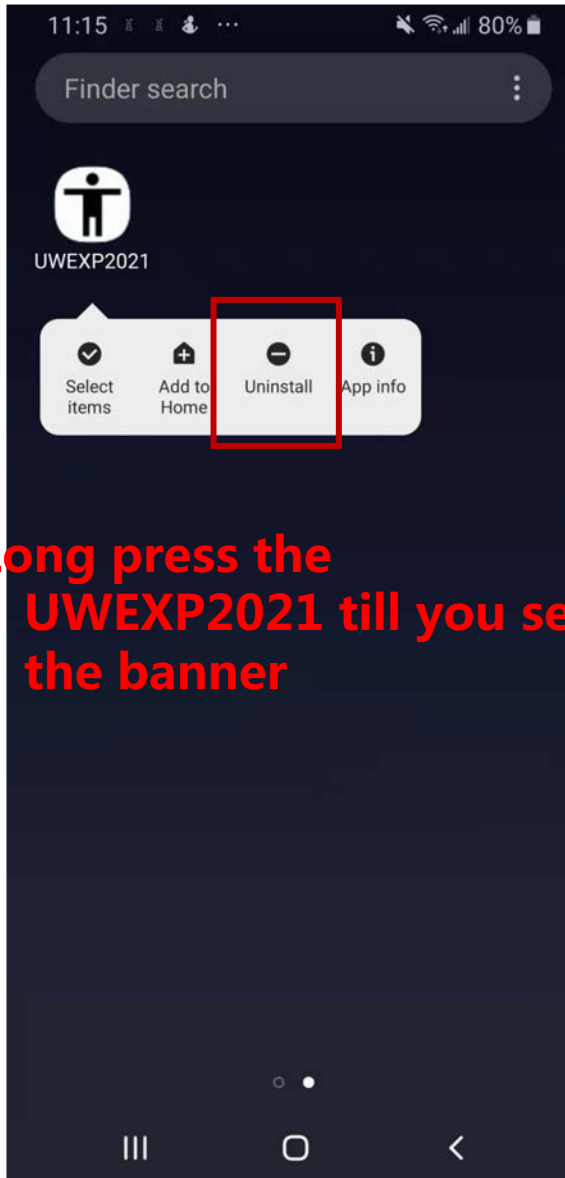 11:15
80%
Finder search
UWEXP2021
Select items
Add to Home
Uninstall
App info
ong press the
UWEXP2021 till you se
the banner